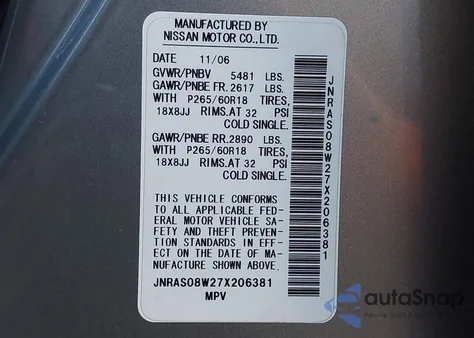 MANUFACTURED BY
NISSAN MOTOR CO.,LTD.
DATE 11/06
GVWR/PNBV 5481 LBS.
GAWR/PNBE FR.2617 LBS.
WITH P265/60R18 TIRES,
18X8JJ RIMS.AT 32 PSI
COLD SINGLE.
GAWR/PNBE RR.2890 LBS.
WITH P265/60R18 TIRES,
18X8JJ RIMS.AT 32 PSI
COLD SINGLE.
THIS VEHICLE CONFORMS
TO ALL APPLICABLE FED-
ERAL MOTOR VEHICLE SA-
FETY AND THEFT PREVEN-
TION STANDARDS IN EFF-
ECT ON THE DATE OF MA-
NUFACTURE SHOWN ABOVE.
JNRAS08W27X206381
MPV
JNRAS08W27X206381
autoSnap